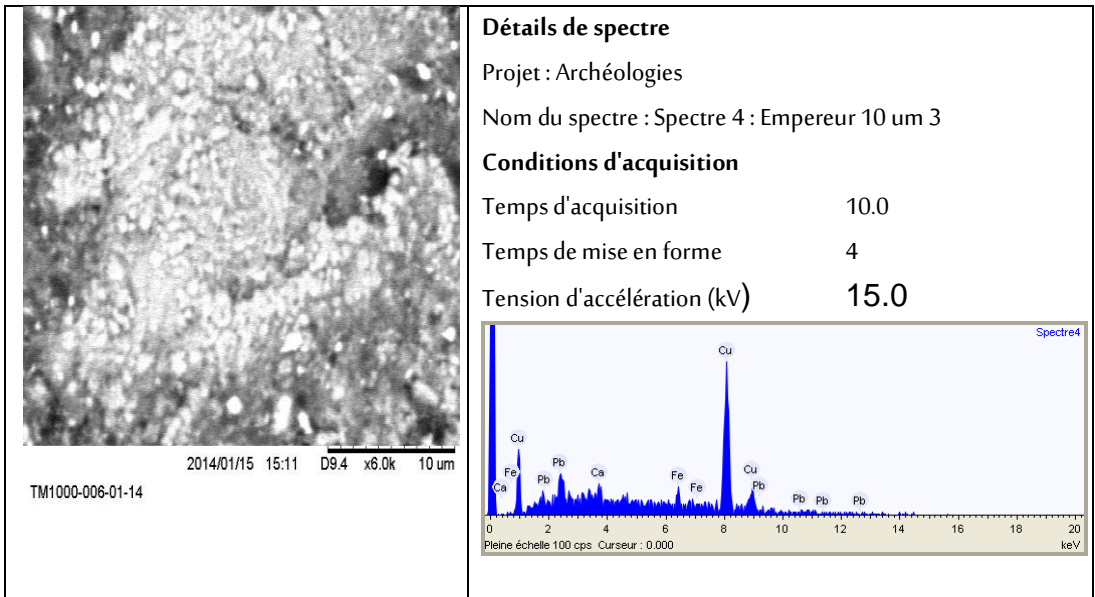 2014/01/15 15:11 D9.4 x6.0k 10 um
TM1000-006-01-14
Détails de spectre
Projet : Archéologies
Nom du spectre : Spectre 4 : Empereur 10 um 3
Conditions d'acquisition
Temps d'acquisition 10.0
Temps de mise en forme 4
Tension d'accélération (kV) 15.0
Spectre4
Cu
Cu
Fe Pb Pb Ca Fe Fe Cu Pb
Ca Pb Pb Pb
0 2 4 6 8 10 12 14 16 18 20
Pleine échelle 100 cps Curseur : 0.000 keV